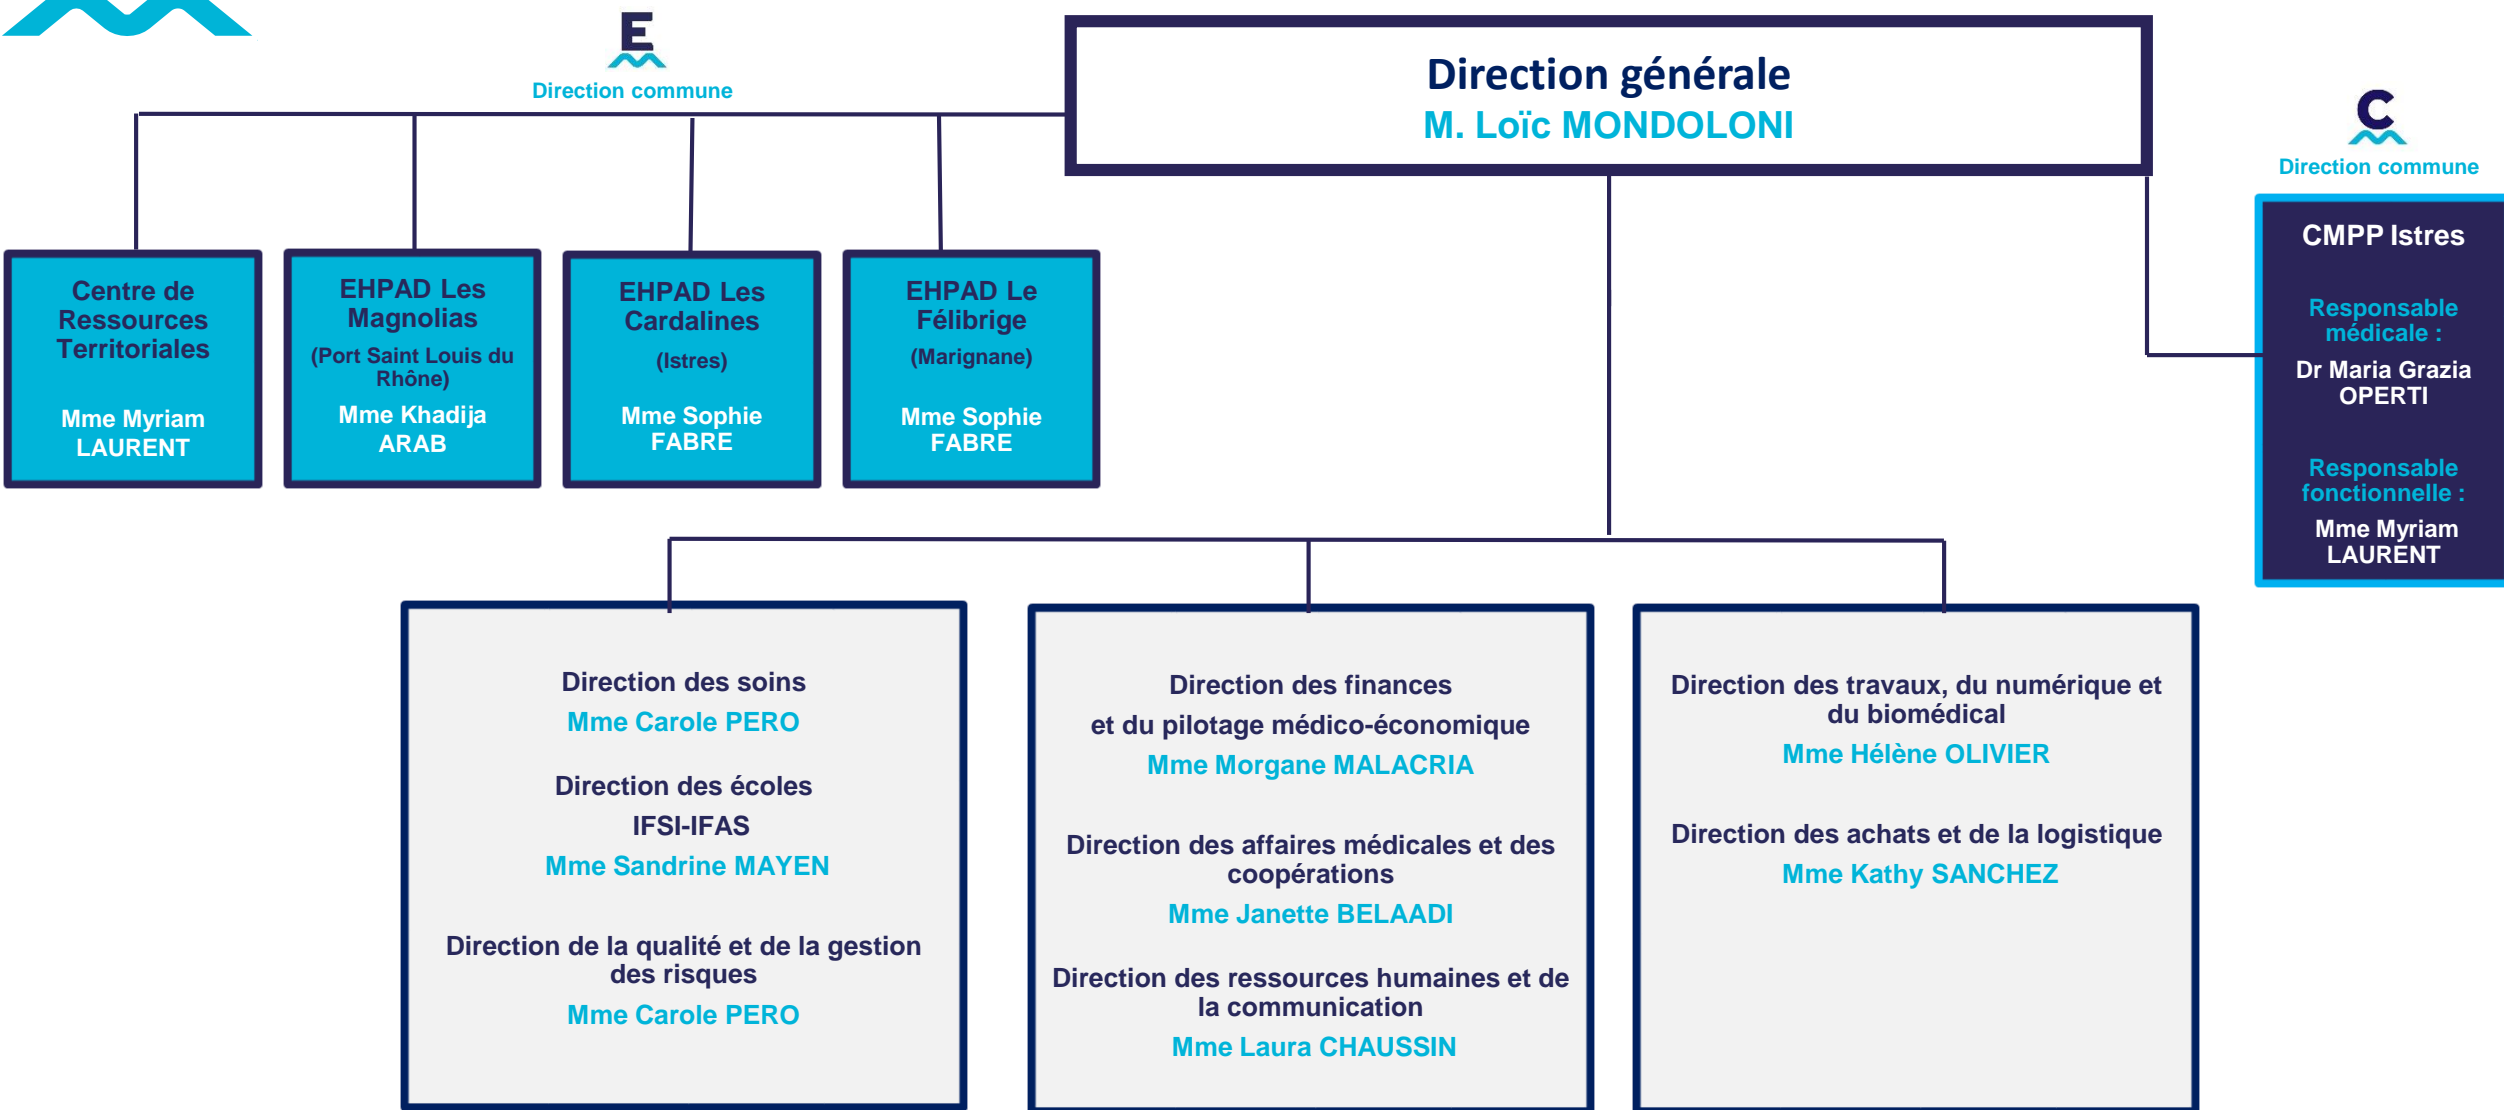 E
Direction commune
Direction générale
M. Loïc MONDOLONI
C
Direction commune
Centre de
Ressources
Territoriales
Mme Myriam
LAURENT
EHPAD Les
Magnolias
(Port Saint Louis du
Rhône)
Mme Khadija
ARAB
EHPAD Les
Cardalines
(Istres)
Mme Sophie
FABRE
EHPAD Le
Félibrige
(Marignane)
Mme Sophie
FABRE
CMPP Istres
Responsable
médicale :
Dr Maria Grazia
OPERTI
Responsable
fonctionnelle :
Mme Myriam
LAURENT
Direction des soins
Mme Carole PERO
Direction des écoles
IFSI-IFAS
Mme Sandrine MAYEN
Direction de la qualité et de la gestion
des risques
Mme Carole PERO
Direction des finances
et du pilotage médico-économique
Mme Morgane MALACRIA
Direction des affaires médicales et des
coopérations
Mme Janette BELAADI
Direction des ressources humaines et de
la communication
Mme Laura CHAUSSIN
Direction des travaux, du numérique et
du biomédical
Mme Hélène OLIVIER
Direction des achats et de la logistique
Mme Kathy SANCHEZ